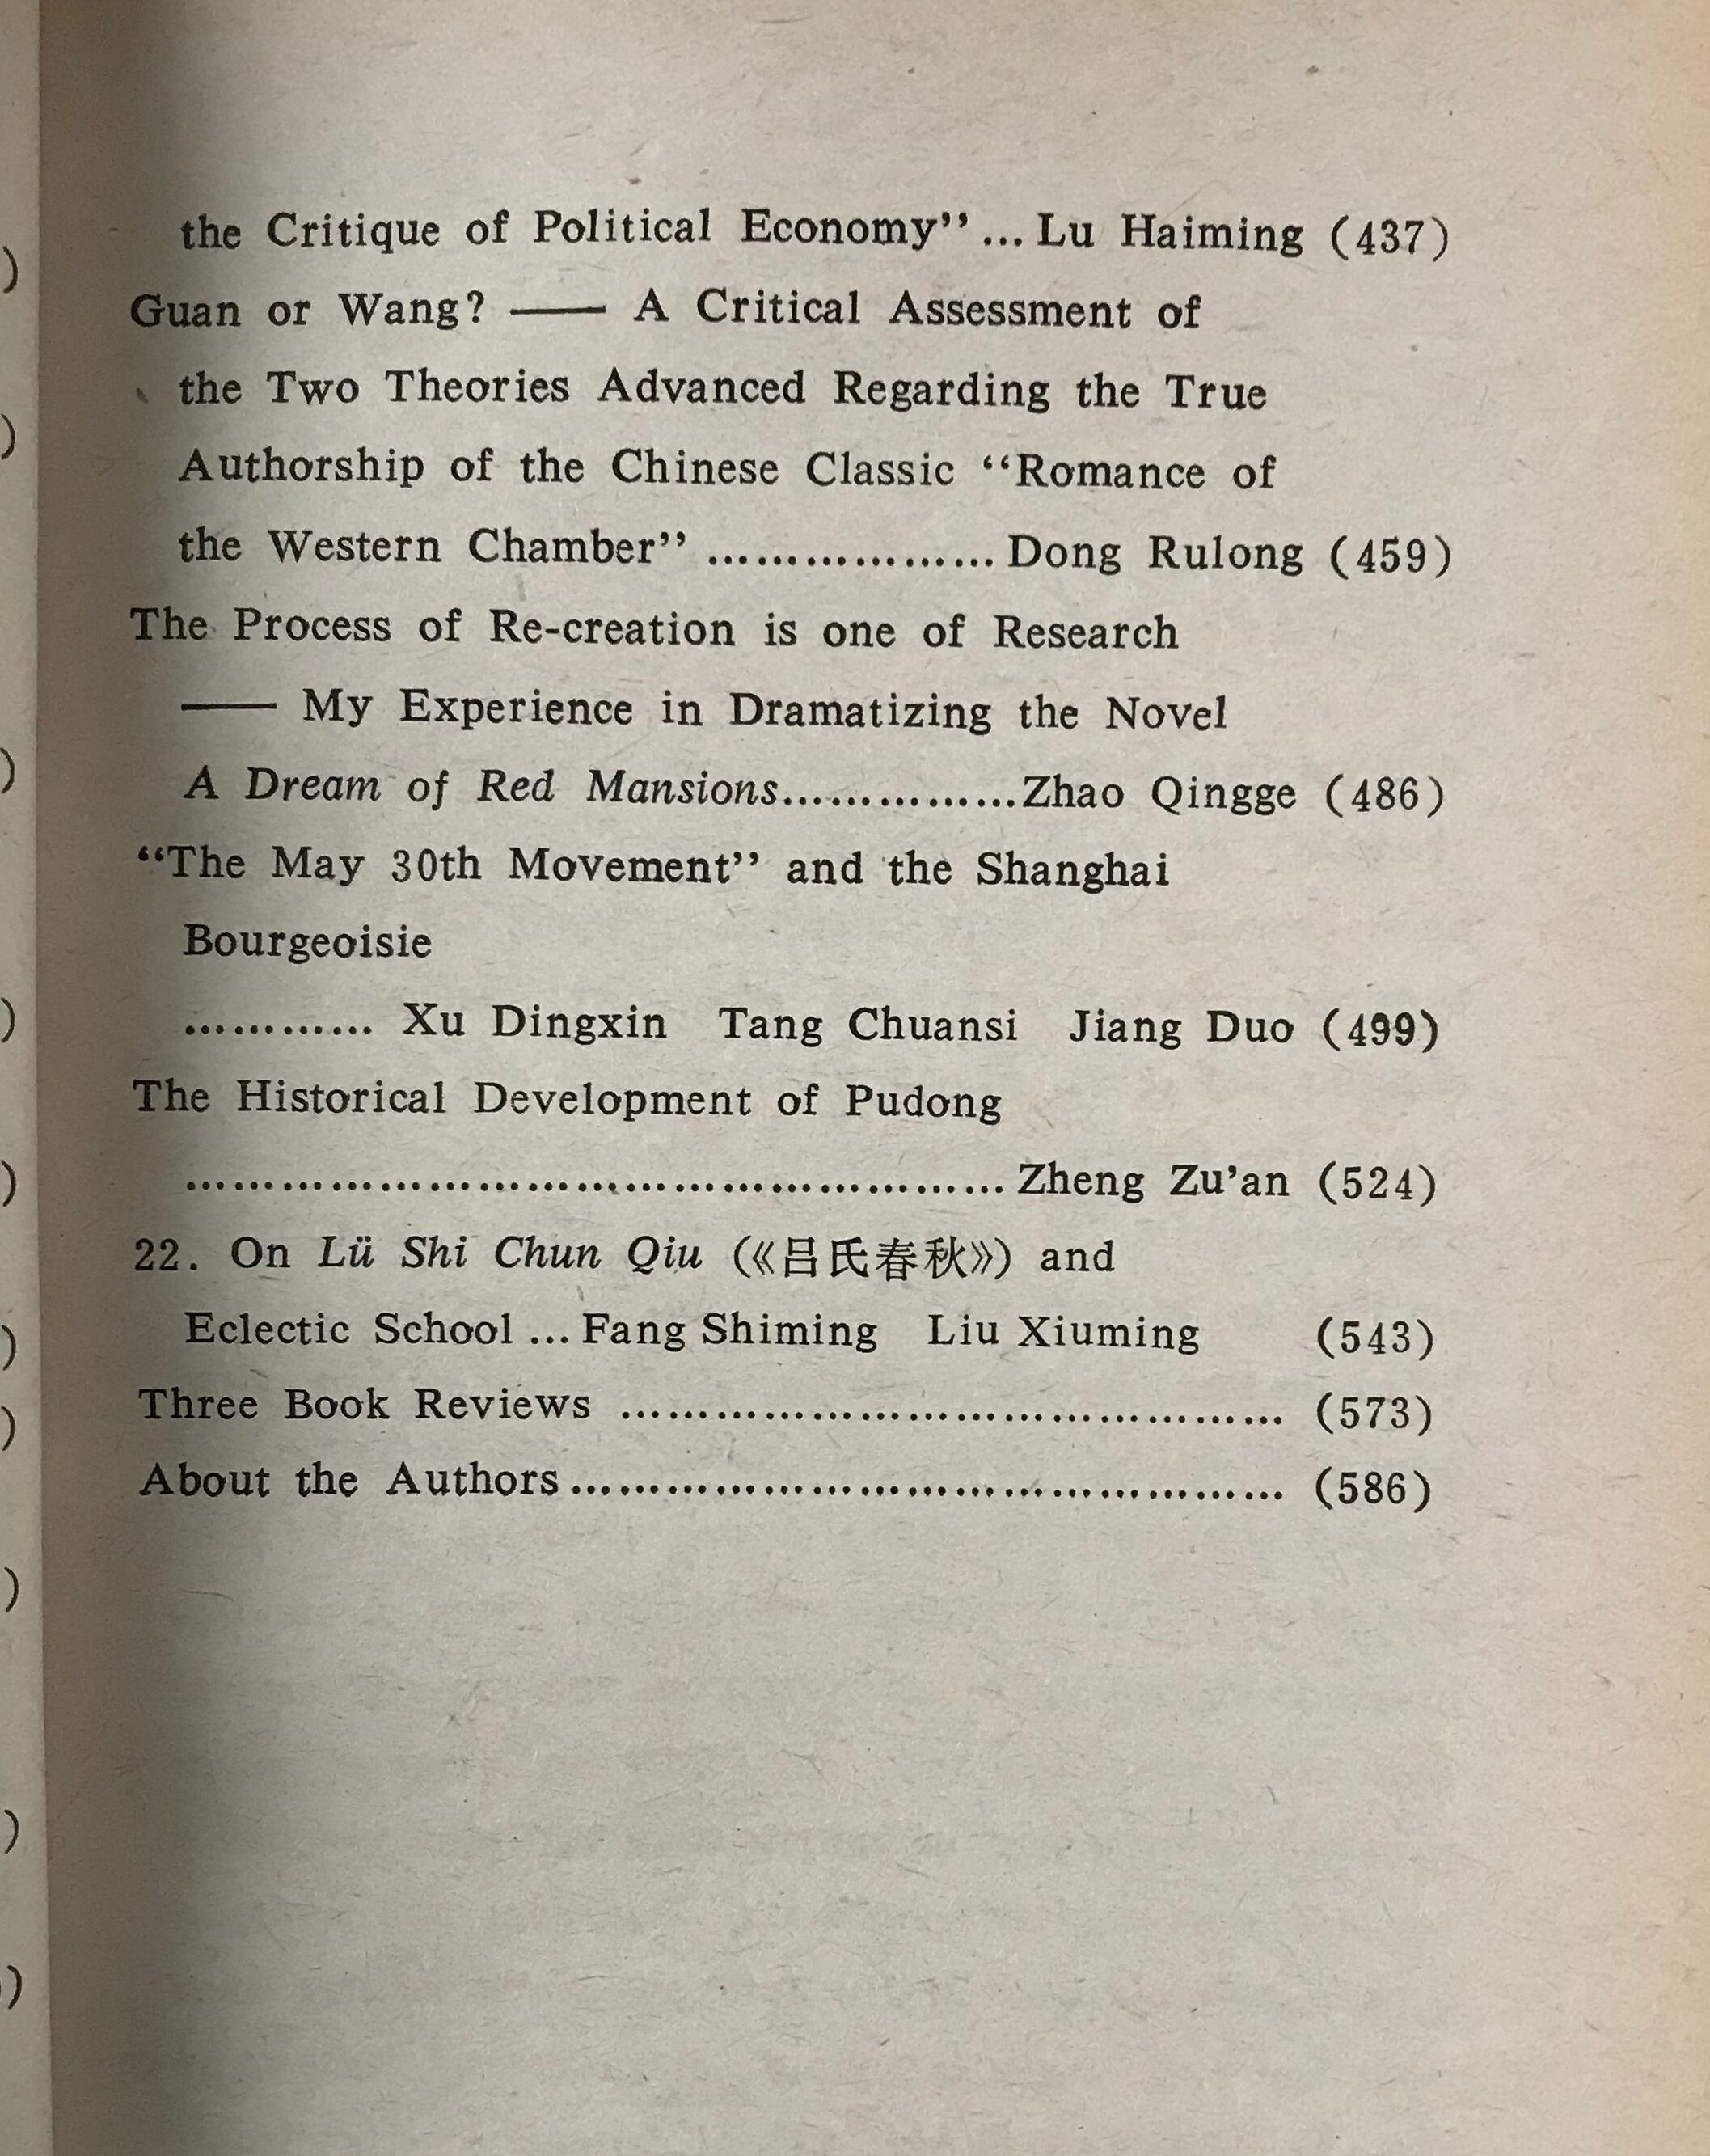 the Critique of Political Economy’’ ... Lu Haiming (437)
Guan or Wang? —— A Critical Assessment of
the Two Theories Advanced Regarding the True
Authorship of the Chinese Classic ‘‘Romance of
the Western Chamber’’ .................. Dong Rulong (459)
The Process of Re-creation is one of Research
—— My Experience in Dramatizing the Novel
A Dream of Red Mansions...............Zhao Qingge (486)
‘‘The May 30th Movement’’ and the Shanghai
Bourgeoisie
............ Xu Dingxin Tang Chuansi Jiang Duo (499)
The Historical Development of Pudong
................................................... Zheng Zu’an (524)
22. On Lü Shi Chun Qiu (《吕氏春秋》) and
Eclectic School ... Fang Shiming Liu Xiuming (543)
Three Book Reviews .......................................... (573)
About the Authors ............................................. (586)